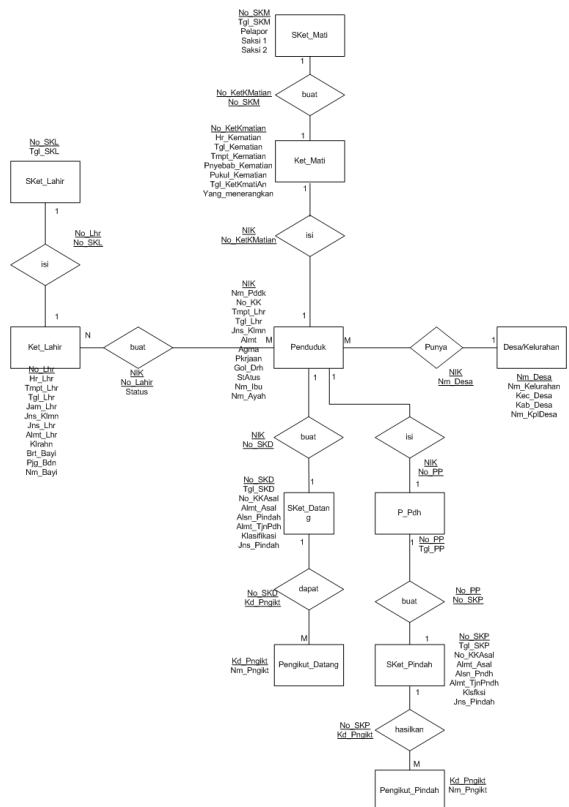 No_SKM
Tgl_SKM
Pelapor
Saksi 1
Saksi 2
SKet_Mati
1
No_KetKMatian
No_SKM
buat
1
No_KetKmatian
Hr_Kematian
Tgl_Kematian
Tmpt_Kematian
Pnyebab_Kematian
Pukul_Kematian
Tgl_KetKmatiAn
Yang_menerangkan
Ket_Mati
1
NIK
No_KetKMatian
isi
1
No_SKL
Tgl_SKL
SKet_Lahir
1
No_Lhr
No_SKL
isi
1
Ket_Lahir
N
buat
M
NIK
No_Lahir
Status
No_Lhr
Hr_Lhr
Tmpt_Lhr
Tgl_Lhr
Jam_Lhr
Jns_Klmn
Jns_Lhr
Almt_Lhr
Klrahn
Brt_Bayi
Pjg_Bdn
Nm_Bayi
NIK
Nm_Pddk
No_KK
Tmpt_Lhr
Tgl_Lhr
Jns_Klmn
Almt
Agma
Pkrjaan
Gol_Drh
StAtus
Nm_Ibu
Nm_Ayah
Penduduk
M
Punya
1
NIK
Nm_Desa
Desa/Kelurahan
Nm_Desa
Nm_Kelurahan
Kec_Desa
Kab_Desa
Nm_KplDesa
1
1
NIK
No_SKD
buat
1
No_SKD
Tgl_SKD
No_KKAsal
Almt_Asal
Alsn_Pindah
Almt_TjnPdh
Klasifikasi
Jns_Pindah
SKet_Datan
g
1
No_SKD
Kd_Pngikt
dapat
M
Kd_Pngikt
Nm_Pngikt
Pengikut_Datang
isi
NIK
No_PP
1
P_Pdh
No_PP
Tgl_PP
1
buat
No_PP
No_SKP
1
SKet_Pindah
No_SKP
Tgl_SKP
No_KKAsal
Almt_Asal
Alsn_Pndh
Almt_TjnPndh
Klsfksi
Jns_Pindah
1
No_SKP
Kd_Pngikt
hasilkan
M
Pengikut_Pindah
Kd_Pngikt
Nm_Pngikt